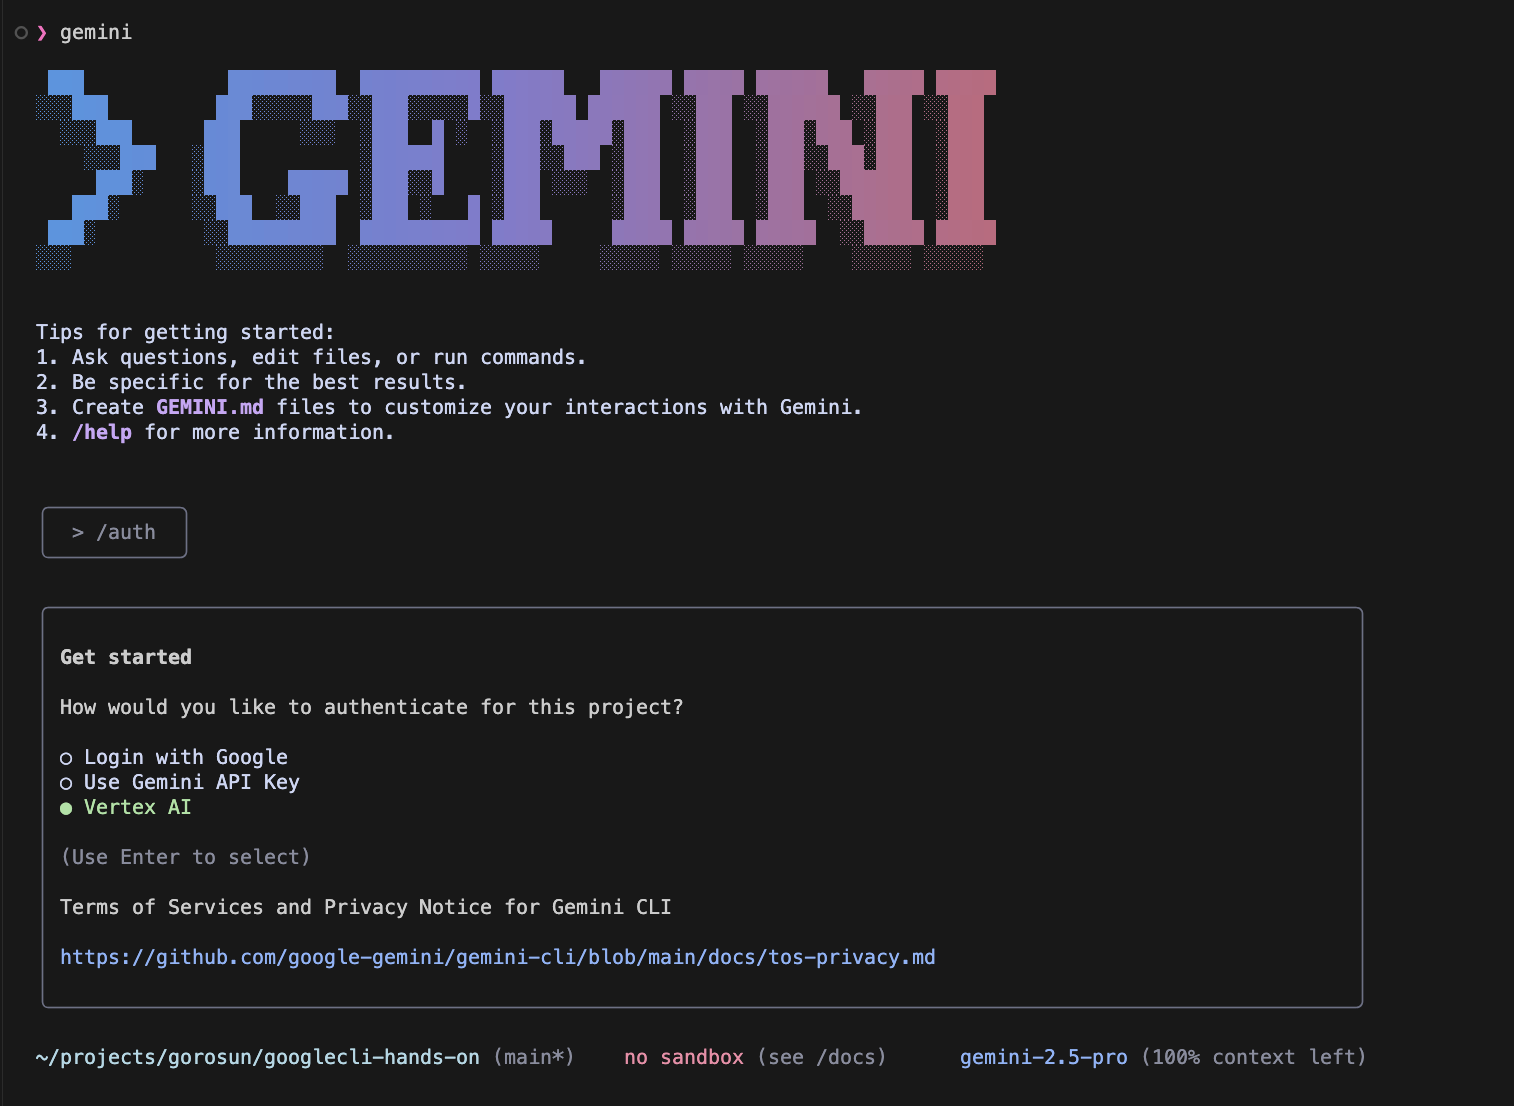 ❯ gemini
> GEMINI
Tips for getting started:
1. Ask questions, edit files, or run commands.
2. Be specific for the best results.
3. Create GEMINI.md files to customize your interactions with Gemini.
4. /help for more information.
> /auth
Get started
How would you like to authenticate for this project?
○ Login with Google
○ Use Gemini API Key
● Vertex AI
(Use Enter to select)
Terms of Services and Privacy Notice for Gemini CLI
https://github.com/google-gemini/gemini-cli/blob/main/docs/tos-privacy.md
~/projects/gorosun/googlecli-hands-on (main*) no sandbox (see /docs) gemini-2.5-pro (100% context left)